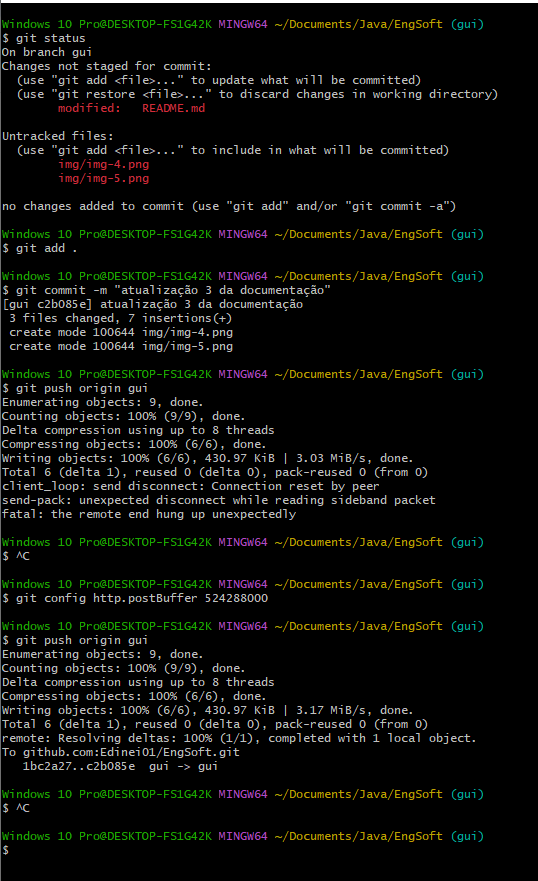 Windows 10 Pro@DESKTOP-FS1G42K MINGW64 ~/Documents/Java/EngSoft (gui)
$ git status
On branch gui
Changes not staged for commit:
  (use "git add <file>..." to update what will be committed)
  (use "git restore <file>..." to discard changes in working directory)
        modified:   README.md

Untracked files:
  (use "git add <file>..." to include in what will be committed)
        img/img-4.png
        img/img-5.png

no changes added to commit (use "git add" and/or "git commit -a")

Windows 10 Pro@DESKTOP-FS1G42K MINGW64 ~/Documents/Java/EngSoft (gui)
$ git add .

Windows 10 Pro@DESKTOP-FS1G42K MINGW64 ~/Documents/Java/EngSoft (gui)
$ git commit -m "atualização 3 da documentação"
[gui c2b085e] atualização 3 da documentação
 3 files changed, 7 insertions(+)
 create mode 100644 img/img-4.png
 create mode 100644 img/img-5.png

Windows 10 Pro@DESKTOP-FS1G42K MINGW64 ~/Documents/Java/EngSoft (gui)
$ git push origin gui
Enumerating objects: 9, done.
Counting objects: 100% (9/9), done.
Delta compression using up to 8 threads
Compressing objects: 100% (6/6), done.
Writing objects: 100% (6/6), 430.97 KiB | 3.03 MiB/s, done.
Total 6 (delta 1), reused 0 (delta 0), pack-reused 0 (from 0)
client_loop: send disconnect: Connection reset by peer
send-pack: unexpected disconnect while reading sideband packet
fatal: the remote end hung up unexpectedly

Windows 10 Pro@DESKTOP-FS1G42K MINGW64 ~/Documents/Java/EngSoft (gui)
$ ^C

Windows 10 Pro@DESKTOP-FS1G42K MINGW64 ~/Documents/Java/EngSoft (gui)
$ git config http.postBuffer 524288000

Windows 10 Pro@DESKTOP-FS1G42K MINGW64 ~/Documents/Java/EngSoft (gui)
$ git push origin gui
Enumerating objects: 9, done.
Counting objects: 100% (9/9), done.
Delta compression using up to 8 threads
Compressing objects: 100% (6/6), done.
Writing objects: 100% (6/6), 430.97 KiB | 3.17 MiB/s, done.
Total 6 (delta 1), reused 0 (delta 0), pack-reused 0 (from 0)
remote: Resolving deltas: 100% (1/1), completed with 1 local object.
To github.com:Edinei01/EngSoft.git
   1bc2a27..c2b085e  gui -> gui

Windows 10 Pro@DESKTOP-FS1G42K MINGW64 ~/Documents/Java/EngSoft (gui)
$ ^C

Windows 10 Pro@DESKTOP-FS1G42K MINGW64 ~/Documents/Java/EngSoft (gui)
$